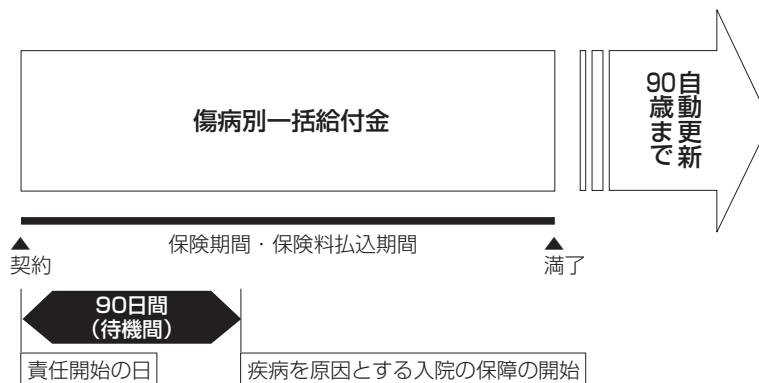 傷病別一括給付金
自動更新
90歳まで
保険期間・保険料払込期間
▲
契約
▲
満了
90日間
(待機間)
責任開始の日
疾病を原因とする入院の保障の開始